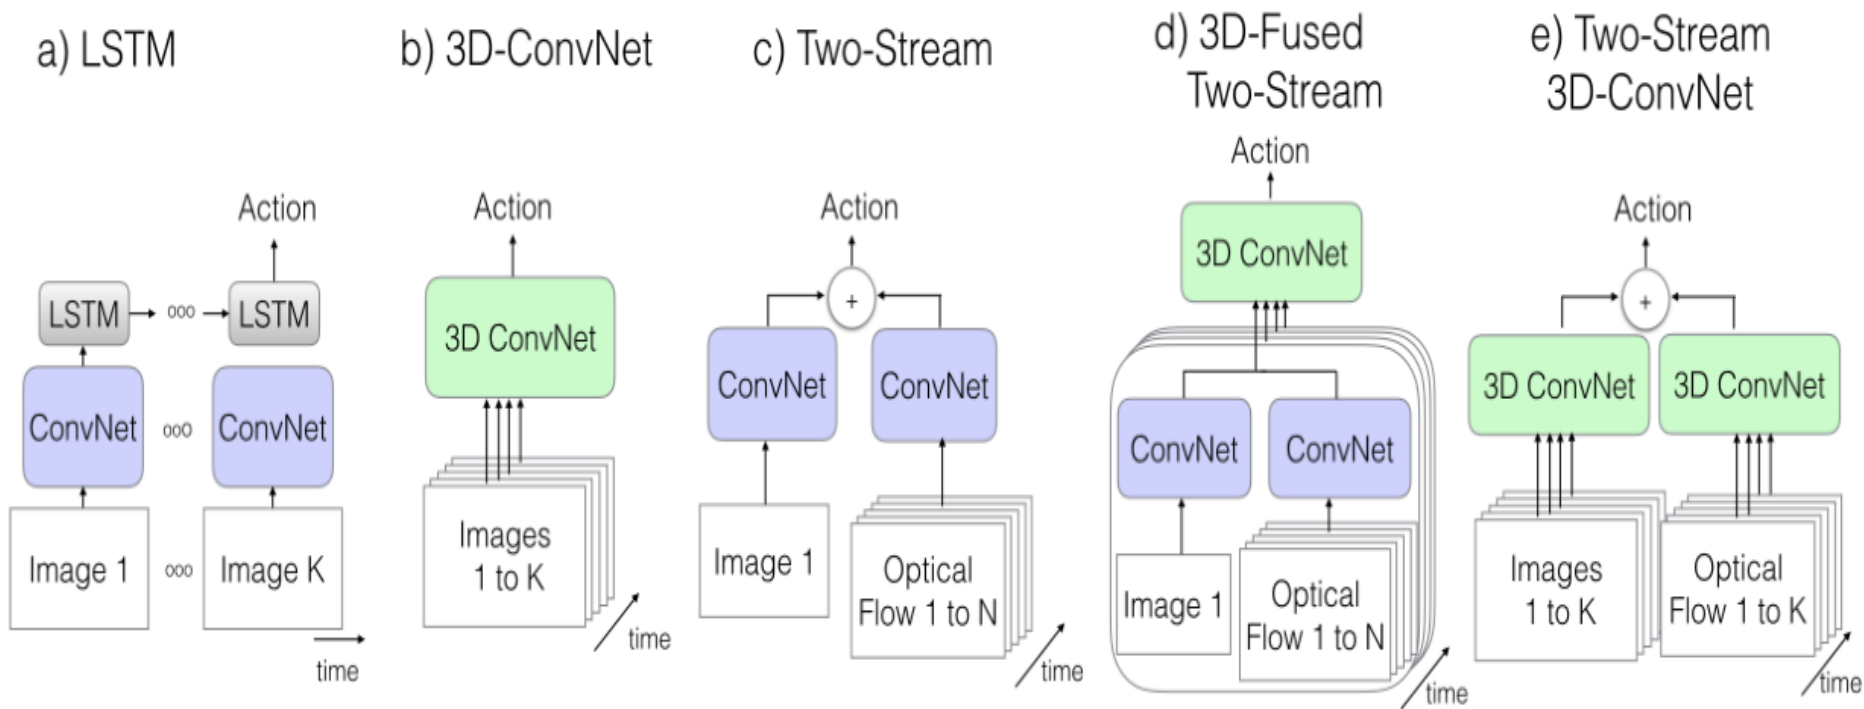 a) LSTM
Action
LSTM
ooo
LSTM
ConvNet
ooo
ConvNet
Image 1
ooo
Image K
time
b) 3D-ConvNet
Action
3D ConvNet
Images
1 to K
time
c) Two-Stream
Action
+
ConvNet
ConvNet
Image 1
Optical
Flow 1 to N
time
d) 3D-Fused
Two-Stream
Action
3D ConvNet
ConvNet
ConvNet
Image 1
Optical
Flow 1 to N
time
e) Two-Stream
3D-ConvNet
Action
+
3D ConvNet
3D ConvNet
Images
1 to K
Optical
Flow 1 to K
time